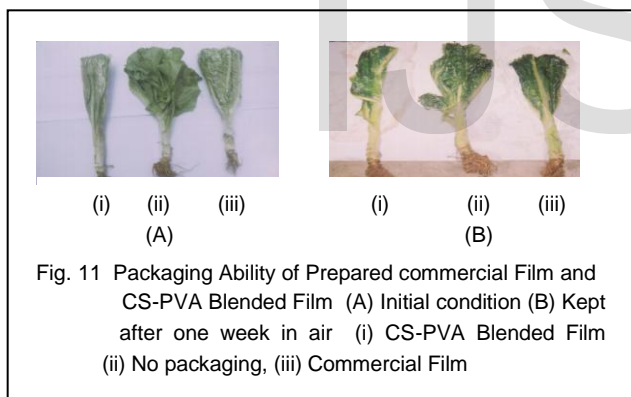 (i) (ii) (iii) (i) (ii) (iii)
(A) (B)
Fig. 11 Packaging Ability of Prepared commercial Film and
CS-PVA Blended Film (A) Initial condition (B) Kept
after one week in air (i) CS-PVA Blended Film
(ii) No packaging, (iii) Commercial Film